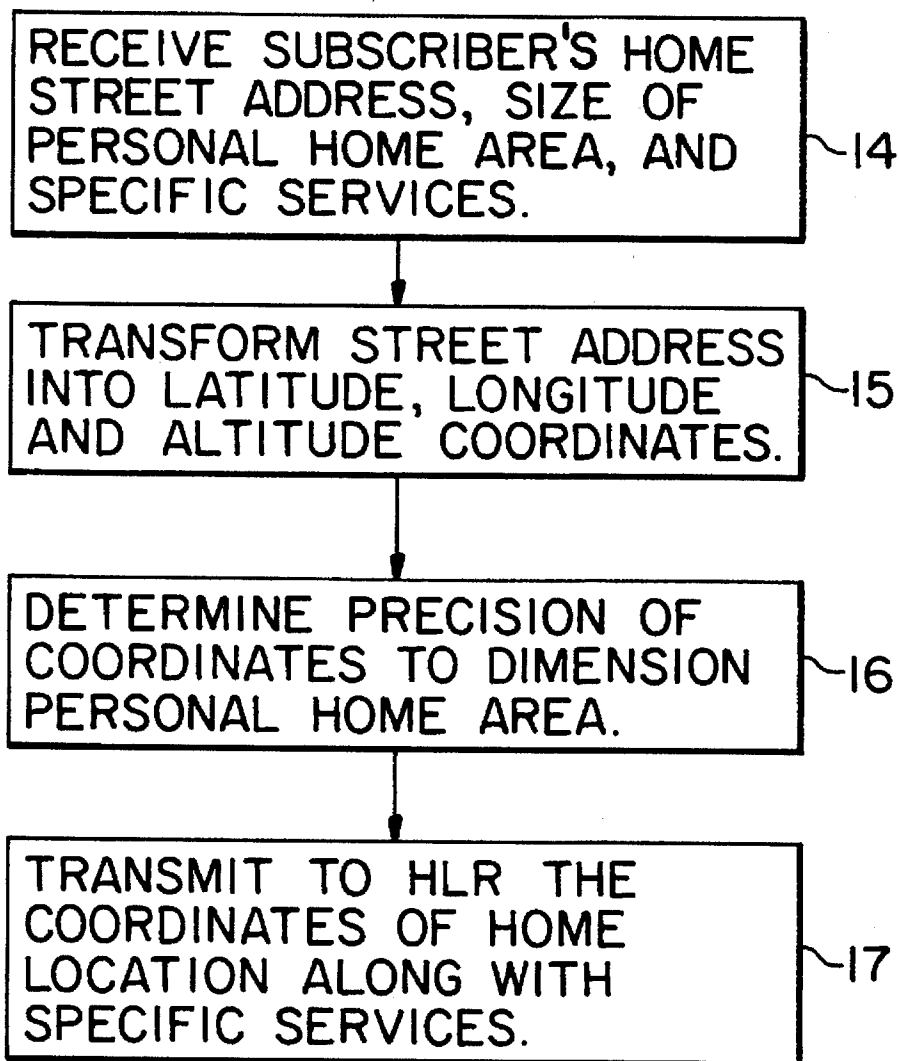 RECEIVE SUBSCRIBER'S HOME
STREET ADDRESS, SIZE OF
PERSONAL HOME AREA, AND
SPECIFIC SERVICES.
14
TRANSFORM STREET ADDRESS
INTO LATITUDE, LONGITUDE
AND ALTITUDE COORDINATES.
15
DETERMINE PRECISION OF
COORDINATES TO DIMENSION
PERSONAL HOME AREA.
16
TRANSMIT TO HLR THE
COORDINATES OF HOME
LOCATION ALONG WITH
SPECIFIC SERVICES.
17